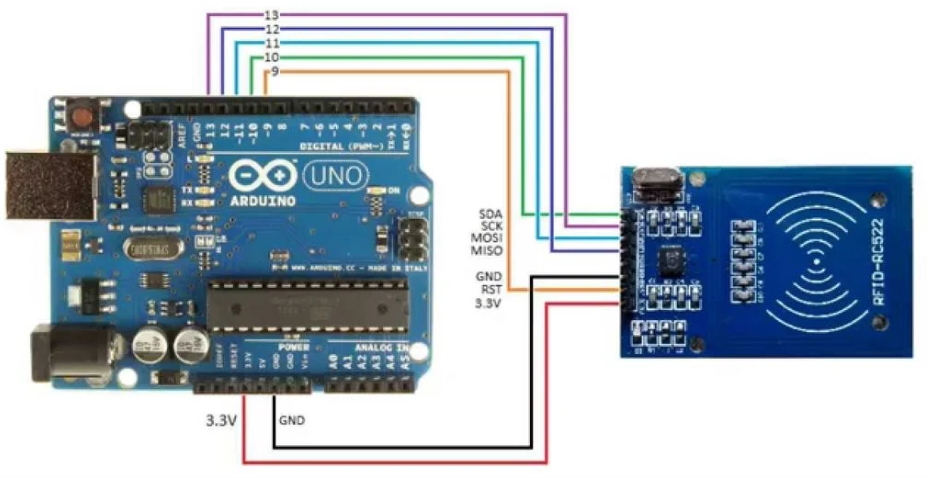 13
12
11
10
9
AREF
GND
13
12
~11
~10
~9
8
7
~6
~5
4
~3
2
TX→1
RX←0
DIGITAL (PWM~)
UNO
ARDUINO
TX
RX
ON
ICSP
WWW.ARDUINO.CC - MADE IN ITALY
SDA
SCK
MOSI
MISO
GND
RST
3.3V
RFID-RC522
POWER
ANALOG IN
IOREF
RESET
3.3V
5V
GND
GND
Vin
A0
A1
A2
A3
A4
A5
3.3V
GND